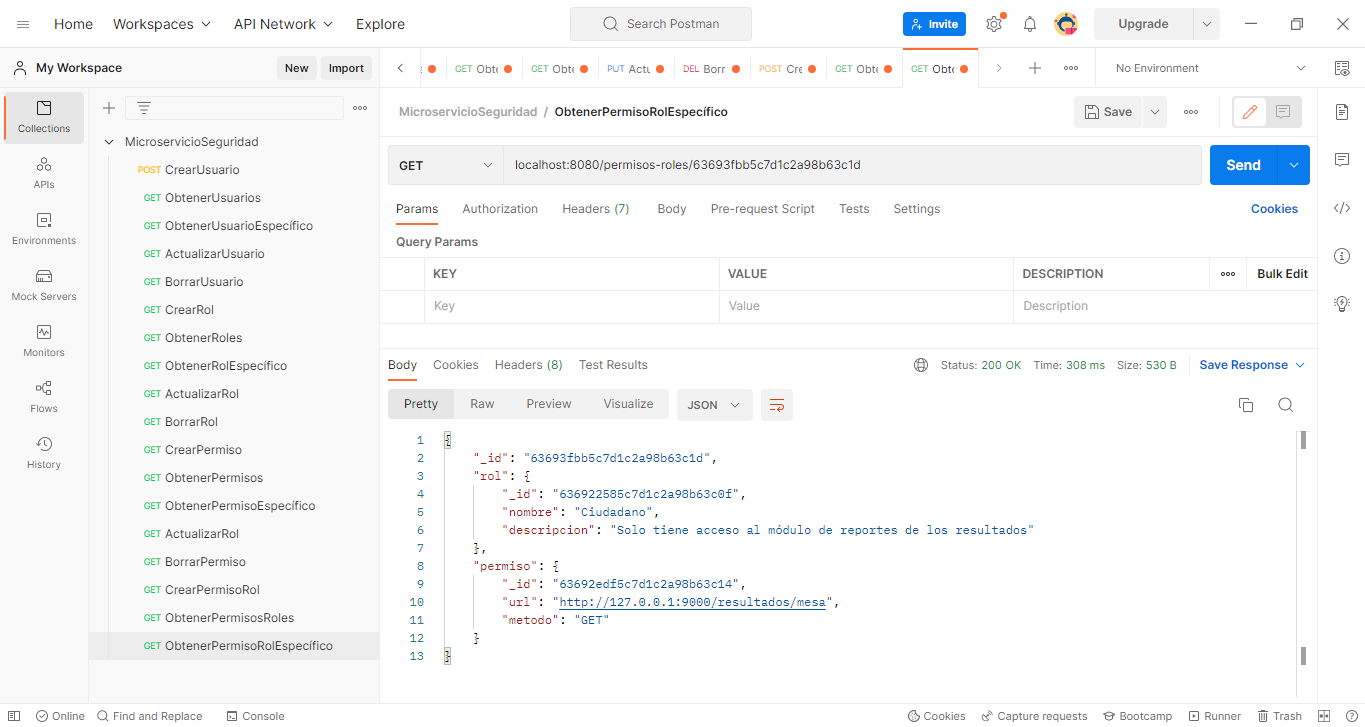 Home Workspaces API Network Explore Search Postman Invite Upgrade
My Workspace New Import
GET Obte GET Obte PUT Actu DEL Borr POST Cre GET Obte GET Obte No Environment
Collections
APIs
Environments
Mock Servers
Monitors
Flows
History
MicroservicioSeguridad
POST CrearUsuario
GET ObtenerUsuarios
GET ObtenerUsuarioEspecífico
GET ActualizarUsuario
GET BorrarUsuario
GET CrearRol
GET ObtenerRoles
GET ObtenerRolEspecífico
GET ActualizarRol
GET BorrarRol
GET CrearPermiso
GET ObtenerPermisos
GET ObtenerPermisoEspecífico
GET ActualizarRol
GET BorrarPermiso
GET CrearPermisoRol
GET ObtenerPermisosRoles
GET ObtenerPermisoRolEspecífico
MicroservicioSeguridad / ObtenerPermisoRolEspecífico Save
GET localhost:8080/permisos-roles/63693fbb5c7d1c2a98b63c1d Send
Params Authorization Headers (7) Body Pre-request Script Tests Settings Cookies
Query Params
KEY VALUE DESCRIPTION Bulk Edit
Key Value Description
Body Cookies Headers (8) Test Results Status: 200 OK Time: 308 ms Size: 530 B Save Response
Pretty Raw Preview Visualize JSON
1 {
2 "_id": "63693fbb5c7d1c2a98b63c1d",
3 "rol": {
4 "_id": "636922585c7d1c2a98b63c0f",
5 "nombre": "Ciudadano",
6 "descripcion": "Solo tiene acceso al módulo de reportes de los resultados"
7 },
8 "permiso": {
9 "_id": "63692edf5c7d1c2a98b63c14",
10 "url": "http://127.0.0.1:9000/resultados/mesa",
11 "metodo": "GET"
12 }
13 }
Online Find and Replace Console Cookies Capture requests Bootcamp Runner Trash